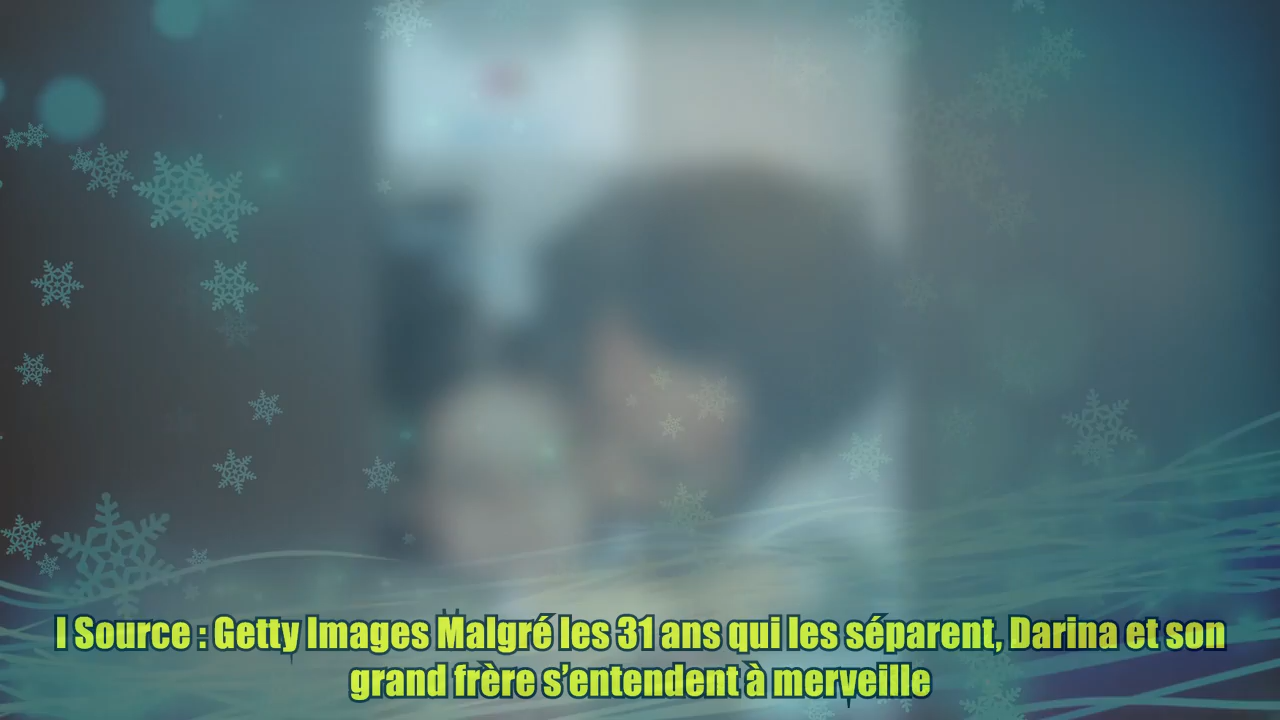 l Source : Getty Images Malgré les 31 ans qui les séparent, Darina et son
grand frère s’entendent à merveille